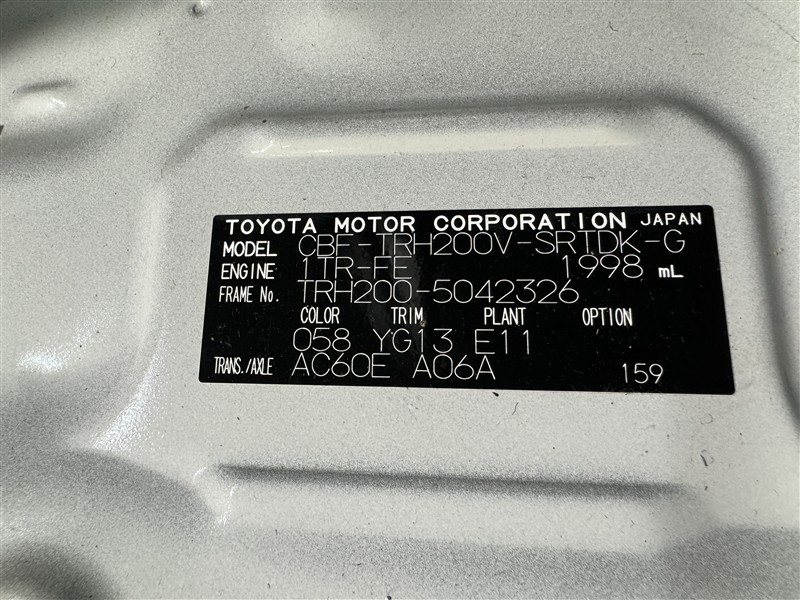 TOYOTA MOTOR CORPORATION JAPAN
MODEL CBF-TRH200V-SRTDK-G
ENGINE 1TR-FE 1998 mL
FRAME No. TRH200-5042326
COLOR TRIM PLANT OPTION
058 YG13 E11
TRANS./AXLE AC60E A06A 159